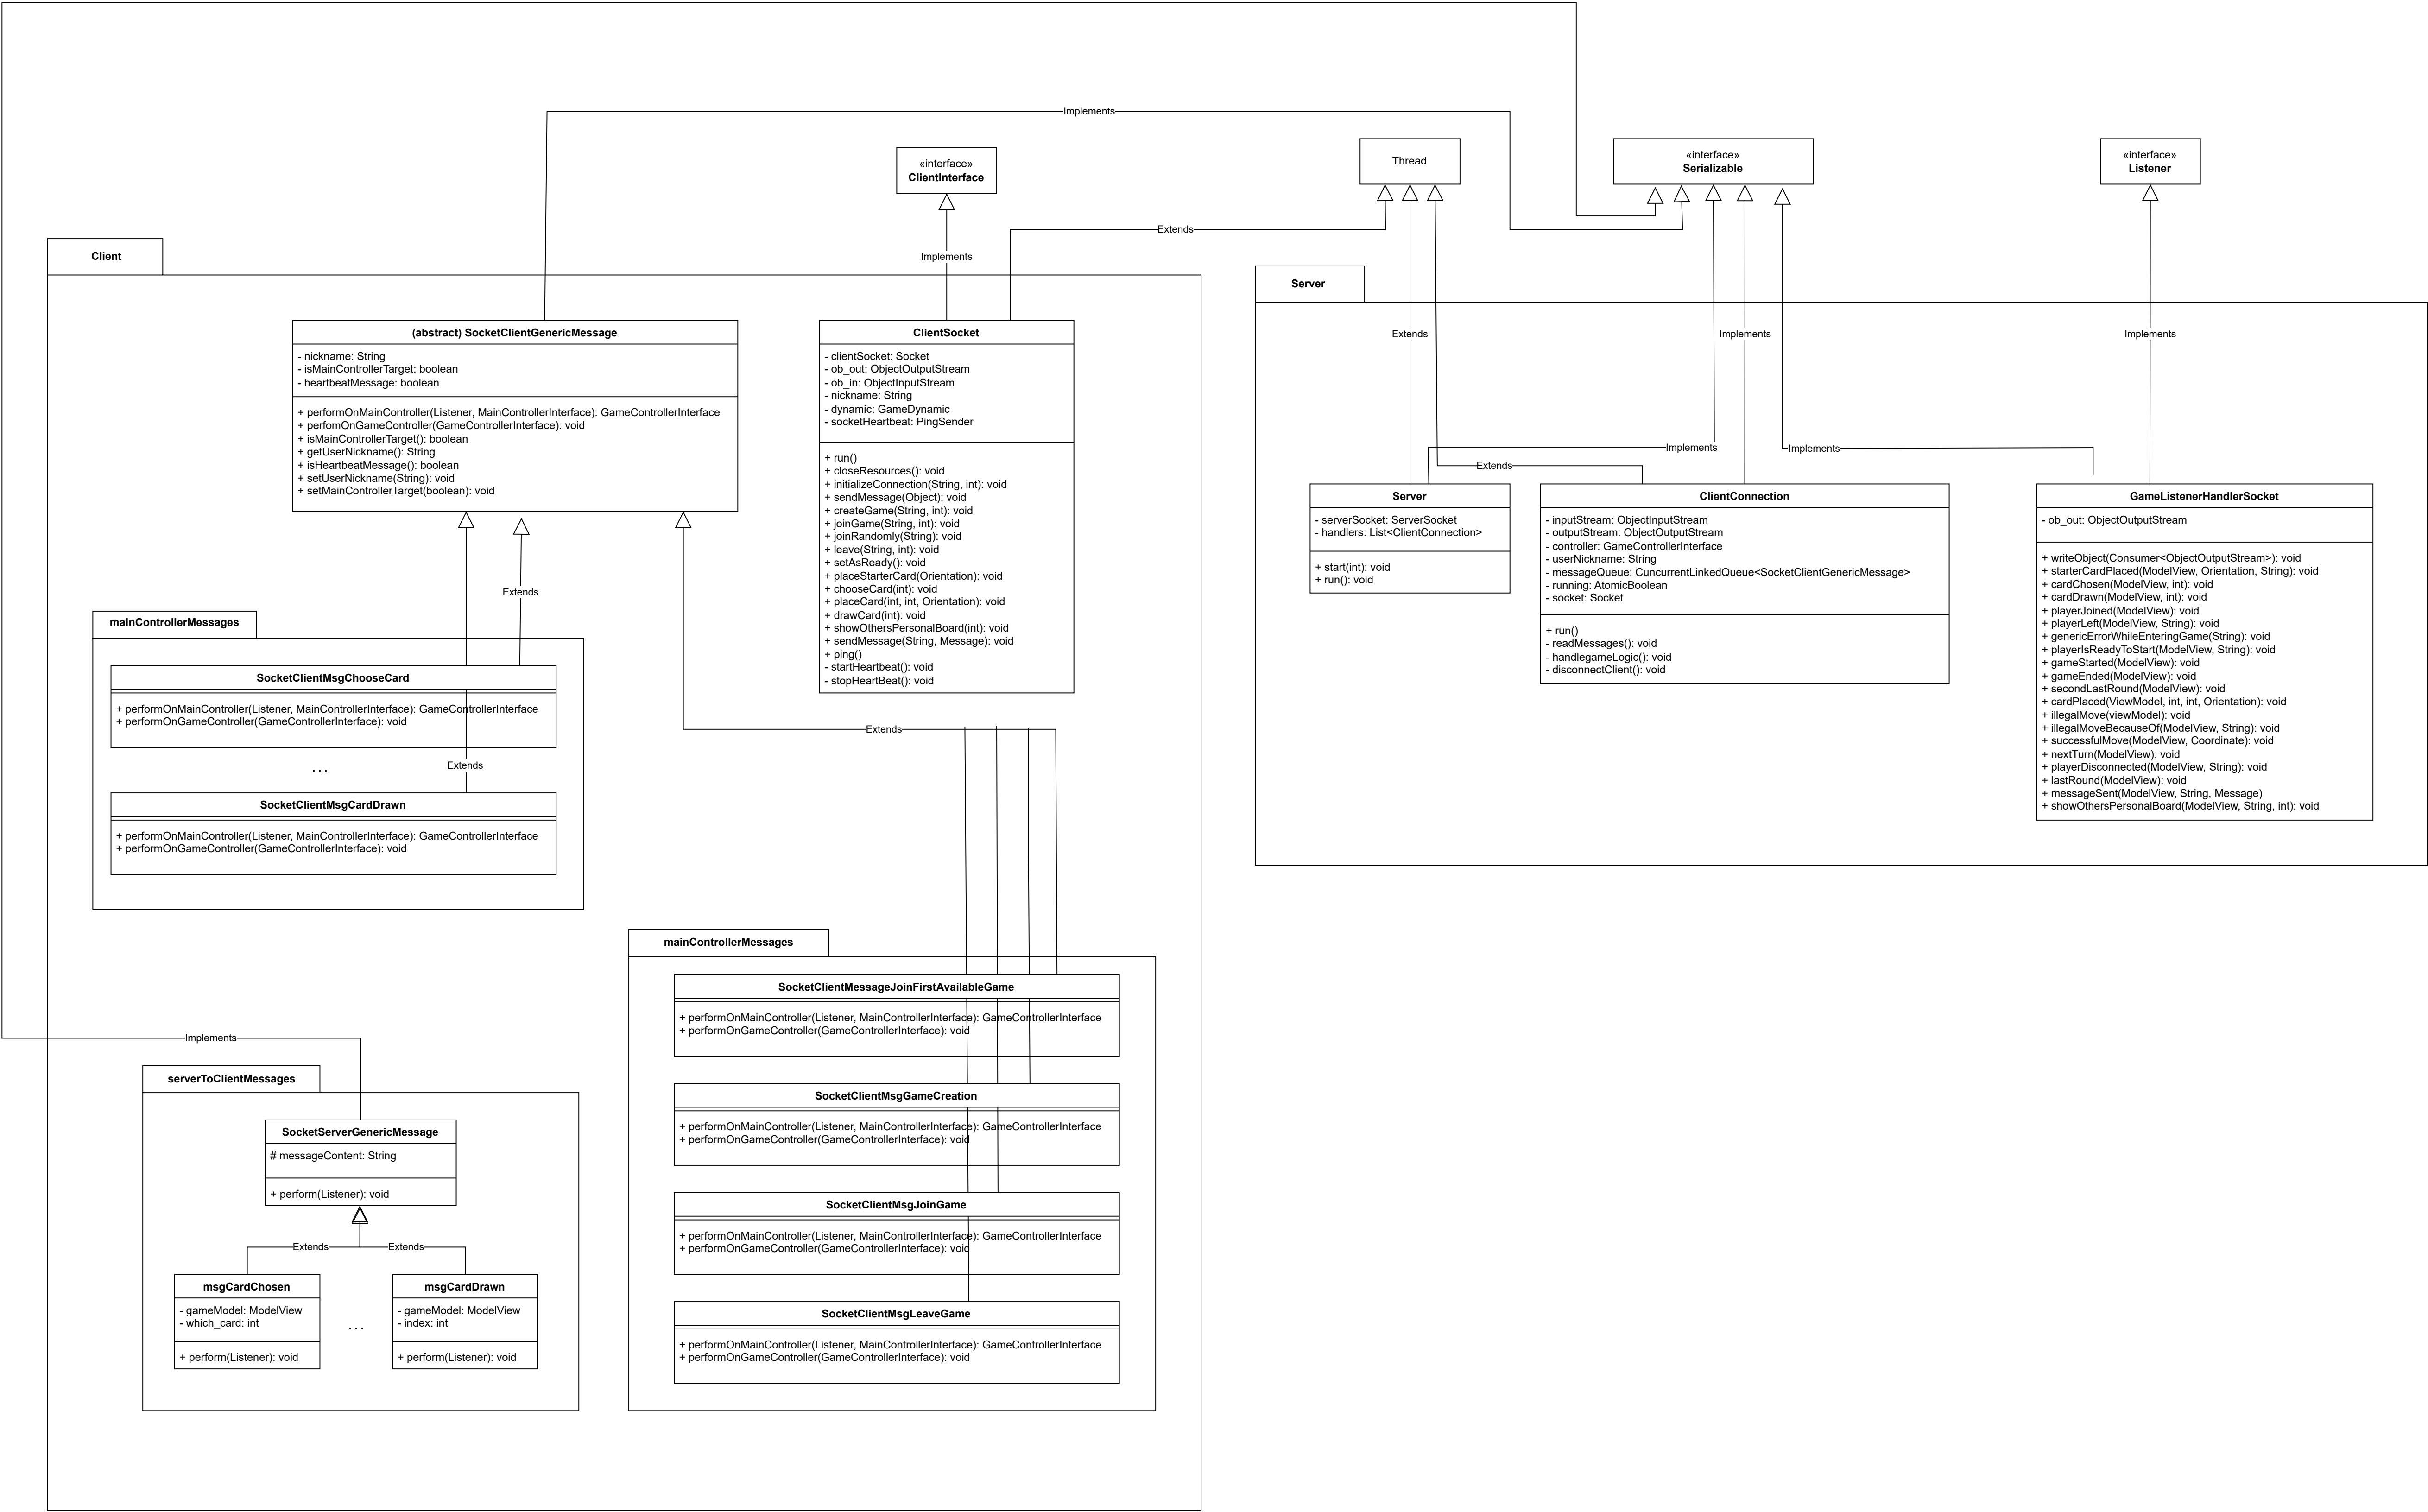 Implements
«interface»
ClientInterface
Thread
«interface»
Serializable
«interface»
Listener
Extends
Implements
Client
Server
Extends
Implements
Implements
(abstract) SocketClientGenericMessage
- nickname: String
- isMainControllerTarget: boolean
- heartbeatMessage: boolean
+ performOnMainController(Listener, MainControllerInterface): GameControllerInterface
+ perfomOnGameController(GameControllerInterface): void
+ isMainControllerTarget(): boolean
+ getUserNickname(): String
+ isHeartbeatMessage(): boolean
+ setUserNickname(String): void
+ setMainControllerTarget(boolean): void
ClientSocket
- clientSocket: Socket
- ob_out: ObjectOutputStream
- ob_in: ObjectInputStream
- nickname: String
- dynamic: GameDynamic
- socketHeartbeat: PingSender
+ run()
+ closeResources(): void
+ initializeConnection(String, int): void
+ sendMessage(Object): void
+ createGame(String, int): void
+ joinGame(String, int): void
+ joinRandomly(String): void
+ leave(String, int): void
+ setAsReady(): void
+ placeStarterCard(Orientation): void
+ chooseCard(int): void
+ placeCard(int, int, Orientation): void
+ drawCard(int): void
+ showOthersPersonalBoard(int): void
+ sendMessage(String, Message): void
+ ping()
- startHeartbeat(): void
- stopHeartBeat(): void
Implements
Implements
Extends
Server
- serverSocket: ServerSocket
- handlers: List<ClientConnection>
+ start(int): void
+ run(): void
ClientConnection
- inputStream: ObjectInputStream
- outputStream: ObjectOutputStream
- controller: GameControllerInterface
- userNickname: String
- messageQueue: CuncurrentLinkedQueue<SocketClientGenericMessage>
- running: AtomicBoolean
- socket: Socket
+ run()
- readMessages(): void
- handlegameLogic(): void
- disconnectClient(): void
GameListenerHandlerSocket
- ob_out: ObjectOutputStream
+ writeObject(Consumer<ObjectOutputStream>): void
+ starterCardPlaced(ModelView, Orientation, String): void
+ cardChosen(ModelView, int): void
+ cardDrawn(ModelView, int): void
+ playerJoined(ModelView): void
+ playerLeft(ModelView, String): void
+ genericErrorWhileEnteringGame(String): void
+ playerIsReadyToStart(ModelView, String): void
+ gameStarted(ModelView): void
+ gameEnded(ModelView): void
+ secondLastRound(ModelView): void
+ cardPlaced(ViewModel, int, int, Orientation): void
+ illegalMove(viewModel): void
+ illegalMoveBecauseOf(ModelView, String): void
+ successfulMove(ModelView, Coordinate): void
+ nextTurn(ModelView): void
+ playerDisconnected(ModelView, String): void
+ lastRound(ModelView): void
+ messageSent(ModelView, String, Message)
+ showOthersPersonalBoard(ModelView, String, int): void
Extends
mainControllerMessages
SocketClientMsgChooseCard
+ performOnMainController(Listener, MainControllerInterface): GameControllerInterface
+ performOnGameController(GameControllerInterface): void
Extends
. . .
Extends
SocketClientMsgCardDrawn
+ performOnMainController(Listener, MainControllerInterface): GameControllerInterface
+ performOnGameController(GameControllerInterface): void
mainControllerMessages
SocketClientMessageJoinFirstAvailableGame
+ performOnMainController(Listener, MainControllerInterface): GameControllerInterface
+ performOnGameController(GameControllerInterface): void
SocketClientMsgGameCreation
+ performOnMainController(Listener, MainControllerInterface): GameControllerInterface
+ performOnGameController(GameControllerInterface): void
SocketClientMsgJoinGame
+ performOnMainController(Listener, MainControllerInterface): GameControllerInterface
+ performOnGameController(GameControllerInterface): void
SocketClientMsgLeaveGame
+ performOnMainController(Listener, MainControllerInterface): GameControllerInterface
+ performOnGameController(GameControllerInterface): void
Implements
serverToClientMessages
SocketServerGenericMessage
# messageContent: String
+ perform(Listener): void
Extends
Extends
msgCardChosen
- gameModel: ModelView
- which_card: int
+ perform(Listener): void
. . .
msgCardDrawn
- gameModel: ModelView
- index: int
+ perform(Listener): void